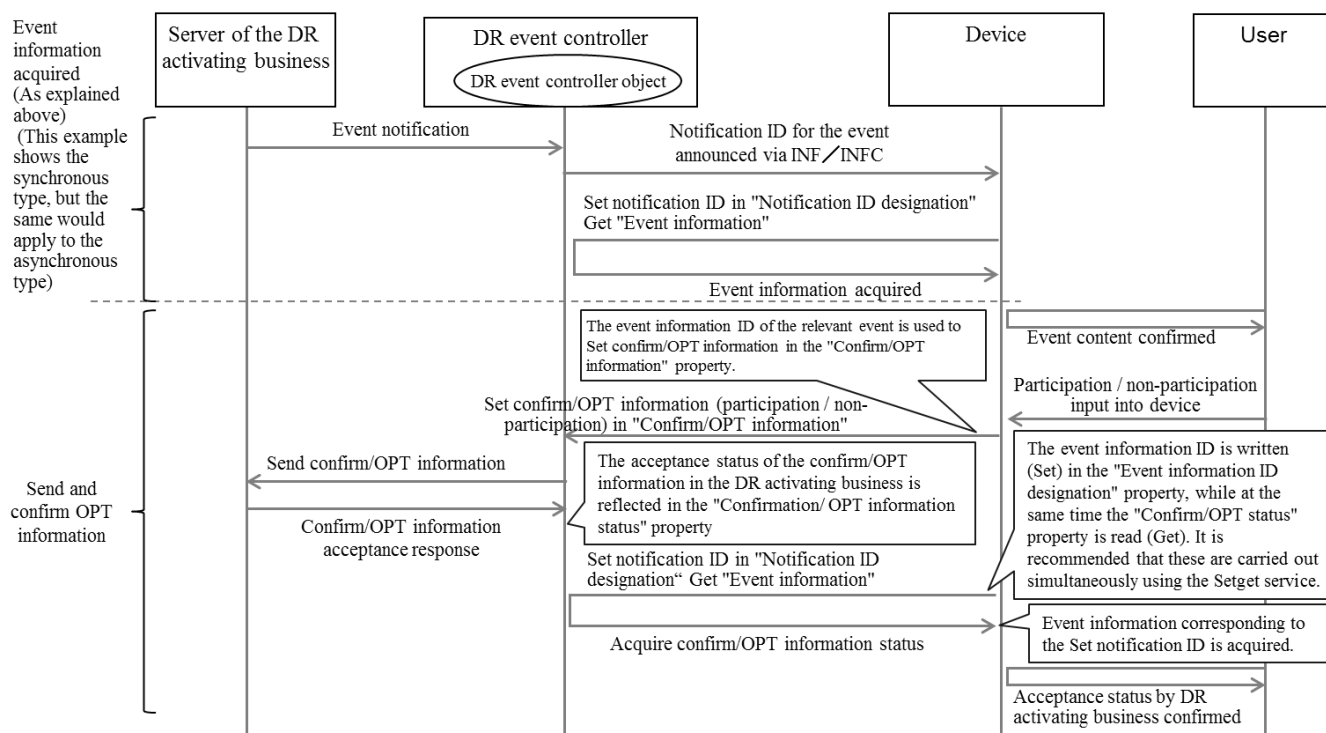 Event
information
acquired
(As explained
above)
(This example
shows the
synchronous
type, but the
same would
apply to the
asynchronous
type)
Server of the DR
activating business
DR event controller
DR event controller object
Device
User
Event notification
Notification ID for the event
announced via INF／INFC
Set notification ID in "Notification ID designation"
Get "Event information"
Event information acquired
The event information ID of the relevant event is used to
Set confirm/OPT information in the "Confirm/OPT
information" property.
Event content confirmed
Participation / non-participation
input into device
Set confirm/OPT information (participation / non-
participation) in "Confirm/OPT information"
Send and
confirm OPT
information
Send confirm/OPT information
The acceptance status of the confirm/OPT
information in the DR activating business is
reflected in the "Confirmation/ OPT information
status" property
The event information ID is written
(Set) in the "Event information ID
designation" property, while at the
same time the "Confirm/OPT status"
property is read (Get). It is
recommended that these are carried out
simultaneously using the Setget service.
Confirm/OPT information
acceptance response
Set notification ID in "Notification ID
designation“ Get "Event information"
Acquire confirm/OPT information status
Event information corresponding to
the Set notification ID is acquired.
Acceptance status by DR
activating business confirmed